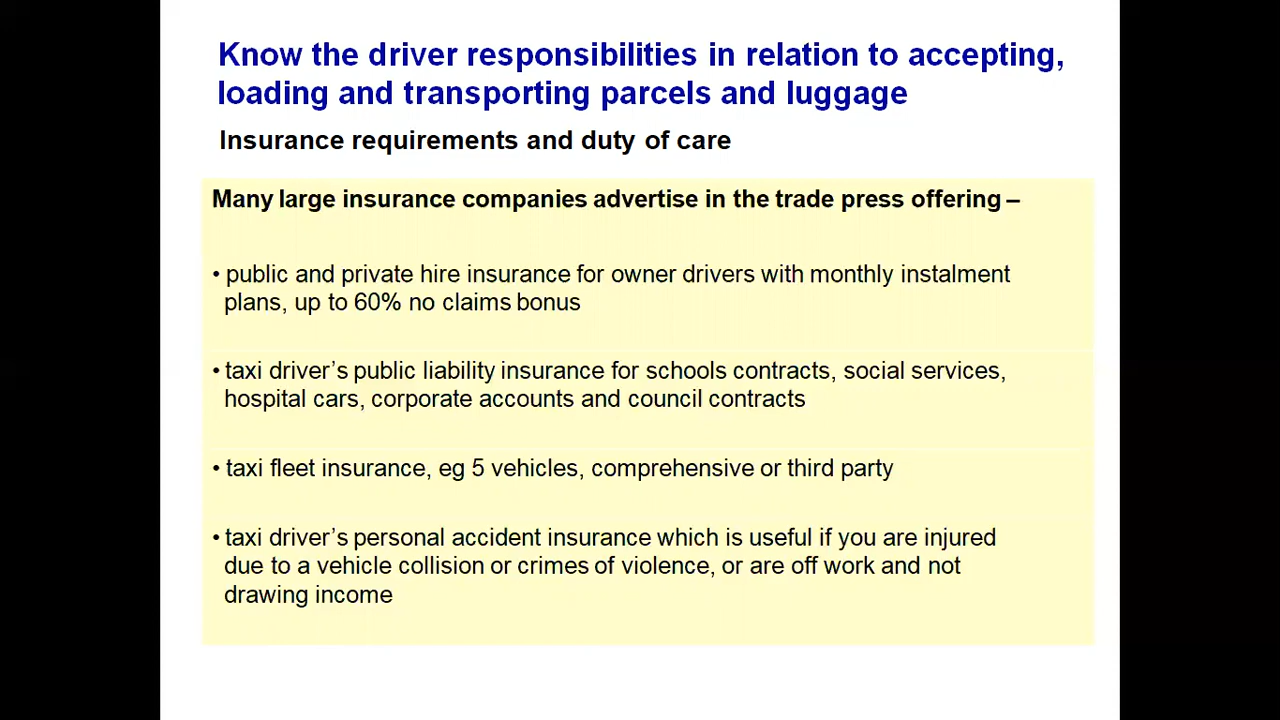 Know the driver responsibilities in relation to accepting,
loading and transporting parcels and luggage
Insurance requirements and duty of care
Many large insurance companies advertise in the trade press offering –
• public and private hire insurance for owner drivers with monthly instalment
plans, up to 60% no claims bonus
• taxi driver’s public liability insurance for schools contracts, social services,
hospital cars, corporate accounts and council contracts
• taxi fleet insurance, eg 5 vehicles, comprehensive or third party
• taxi driver’s personal accident insurance which is useful if you are injured
due to a vehicle collision or crimes of violence, or are off work and not
drawing income